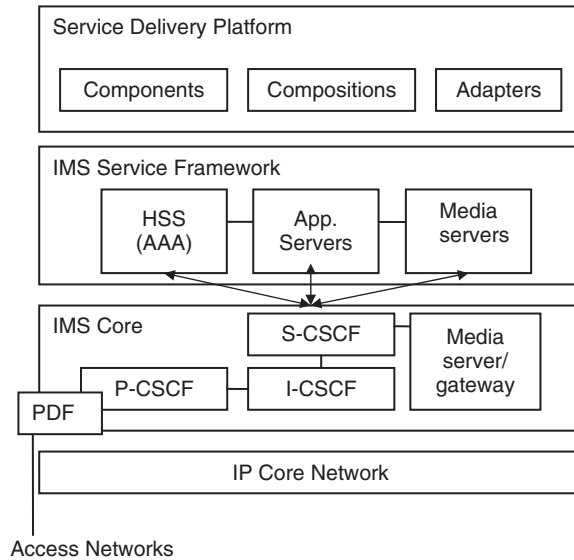 Service Delivery Platform
Components
Compositions
Adapters
IMS Service Framework
HSS
(AAA)
App.
Servers
Media
servers
IMS Core
S-CSCF
Media
server/
gateway
P-CSCF
I-CSCF
PDF
IP Core Network
Access Networks